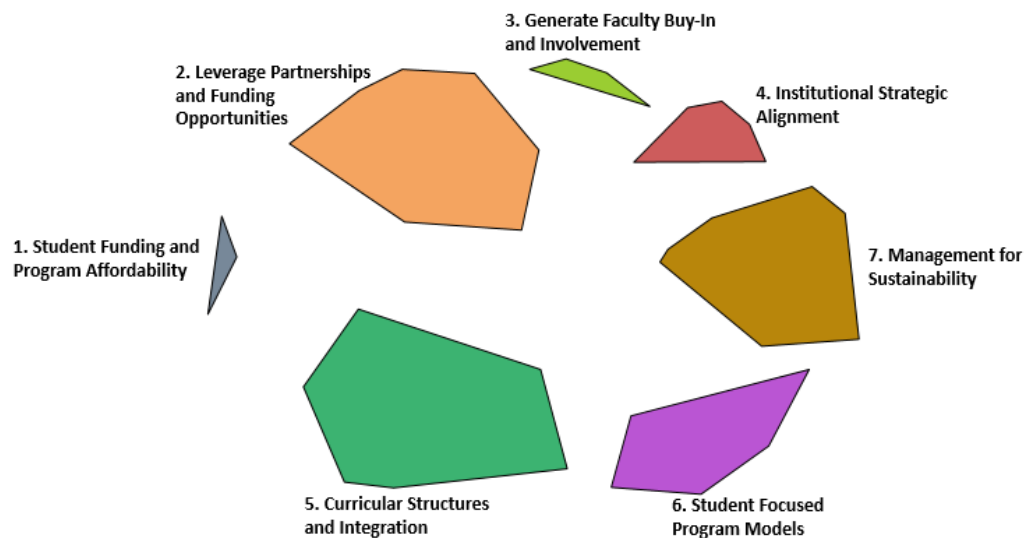 3. Generate Faculty Buy-In
and Involvement
2. Leverage Partnerships
and Funding
Opportunities
4. Institutional Strategic
Alignment
1. Student Funding and
Program Affordability
7. Management for
Sustainability
5. Curricular Structures
and Integration
6. Student Focused
Program Models